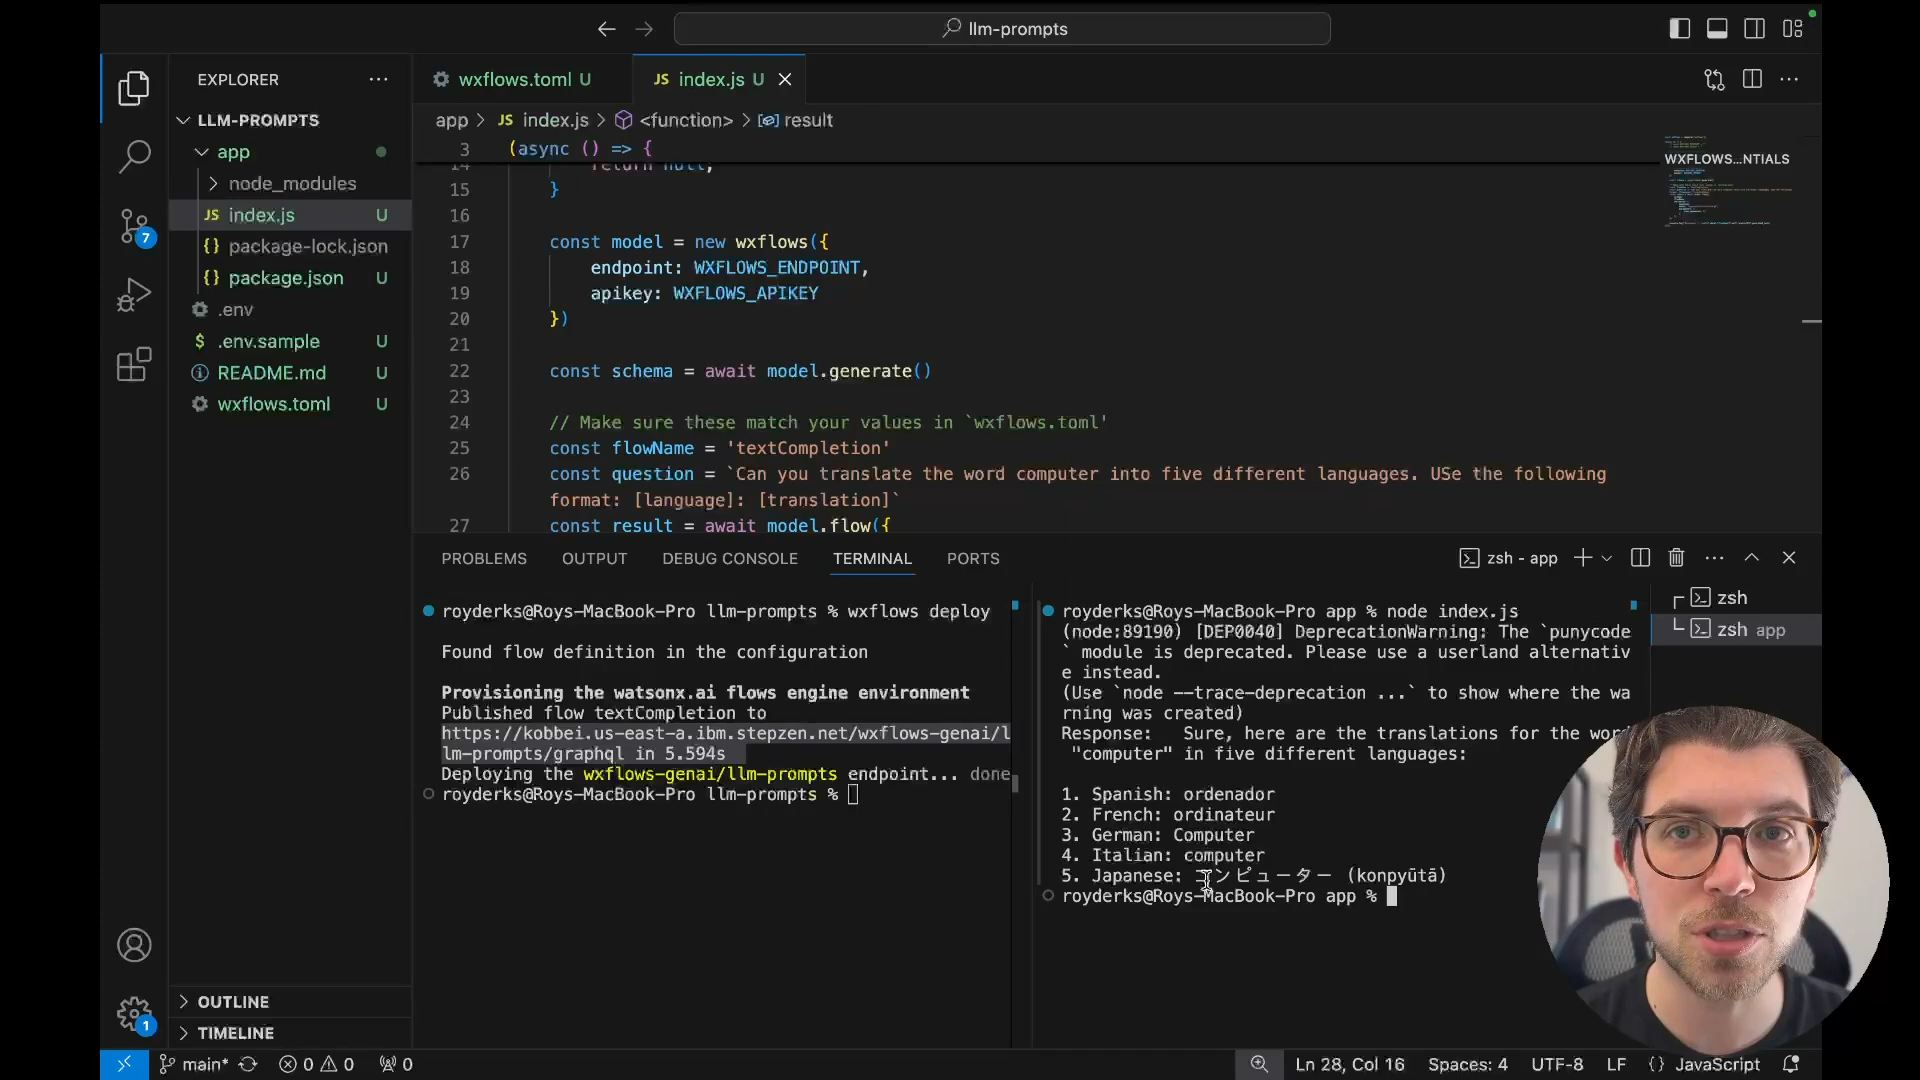 llm-prompts
EXPLORER
wxflows.toml U
JS index.js U
LLM-PROMPTS
app
node_modules
JS index.js U
{} package-lock.json
{} package.json U
.env
$ .env.sample U
README.md U
wxflows.toml U
OUTLINE
TIMELINE
7
1
app > JS index.js > <function> > result
3 (async () => {
14 return null;
15 }
16
17 const model = new wxflows({
18 endpoint: WXFLOWS_ENDPOINT,
19 apikey: WXFLOWS_APIKEY
20 })
21
22 const schema = await model.generate()
23
24 // Make sure these match your values in `wxflows.toml'
25 const flowName = 'textCompletion'
26 const question = `Can you translate the word computer into five different languages. USe the following
format: [language]: [translation]`
27 const result = await model.flow({
WXFLOWS...NTIALS
PROBLEMS OUTPUT DEBUG CONSOLE TERMINAL PORTS
zsh - app
royderks@Roys-MacBook-Pro llm-prompts % wxflows deploy
Found flow definition in the configuration
Provisioning the watsonx.ai flows engine environment
Published flow textCompletion to
https://kobbei.us-east-a.ibm.stepzen.net/wxflows-genai/l
lm-prompts/graphql in 5.594s
Deploying the wxflows-genai/llm-prompts endpoint... done
royderks@Roys-MacBook-Pro llm-prompts %
royderks@Roys-MacBook-Pro app % node index.js
(node:89190) [DEP0040] DeprecationWarning: The `punycode
` module is deprecated. Please use a userland alternativ
e instead.
(Use `node --trace-deprecation ...` to show where the wa
rning was created)
Response: Sure, here are the translations for the word
"computer" in five different languages:
1. Spanish: ordenador
2. French: ordinateur
3. German: Computer
4. Italian: computer
5. Japanese: コンピューター (konpyūtā)
royderks@Roys-MacBook-Pro app %
zsh
zsh app
main* 0 0 0
Ln 28, Col 16 Spaces: 4 UTF-8 LF {} JavaScript